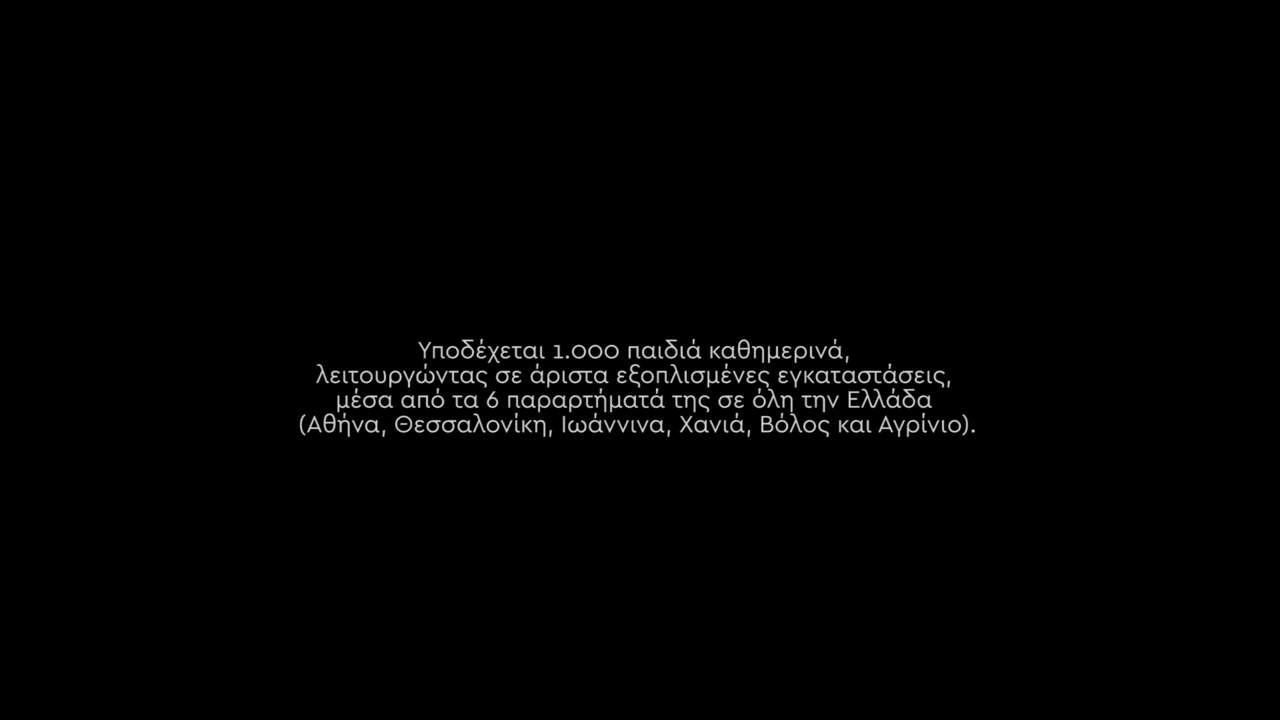 Υποδέχεται 1.000 παιδιά καθημερινά,
λειτουργώντας σε άριστα εξοπλισμένες εγκαταστάσεις,
μέσα από τα 6 παραρτήματά της σε όλη την Ελλάδα
(Αθήνα, Θεσσαλονίκη, Ιωάννινα, Χανιά, Βόλος και Αγρίνιο).